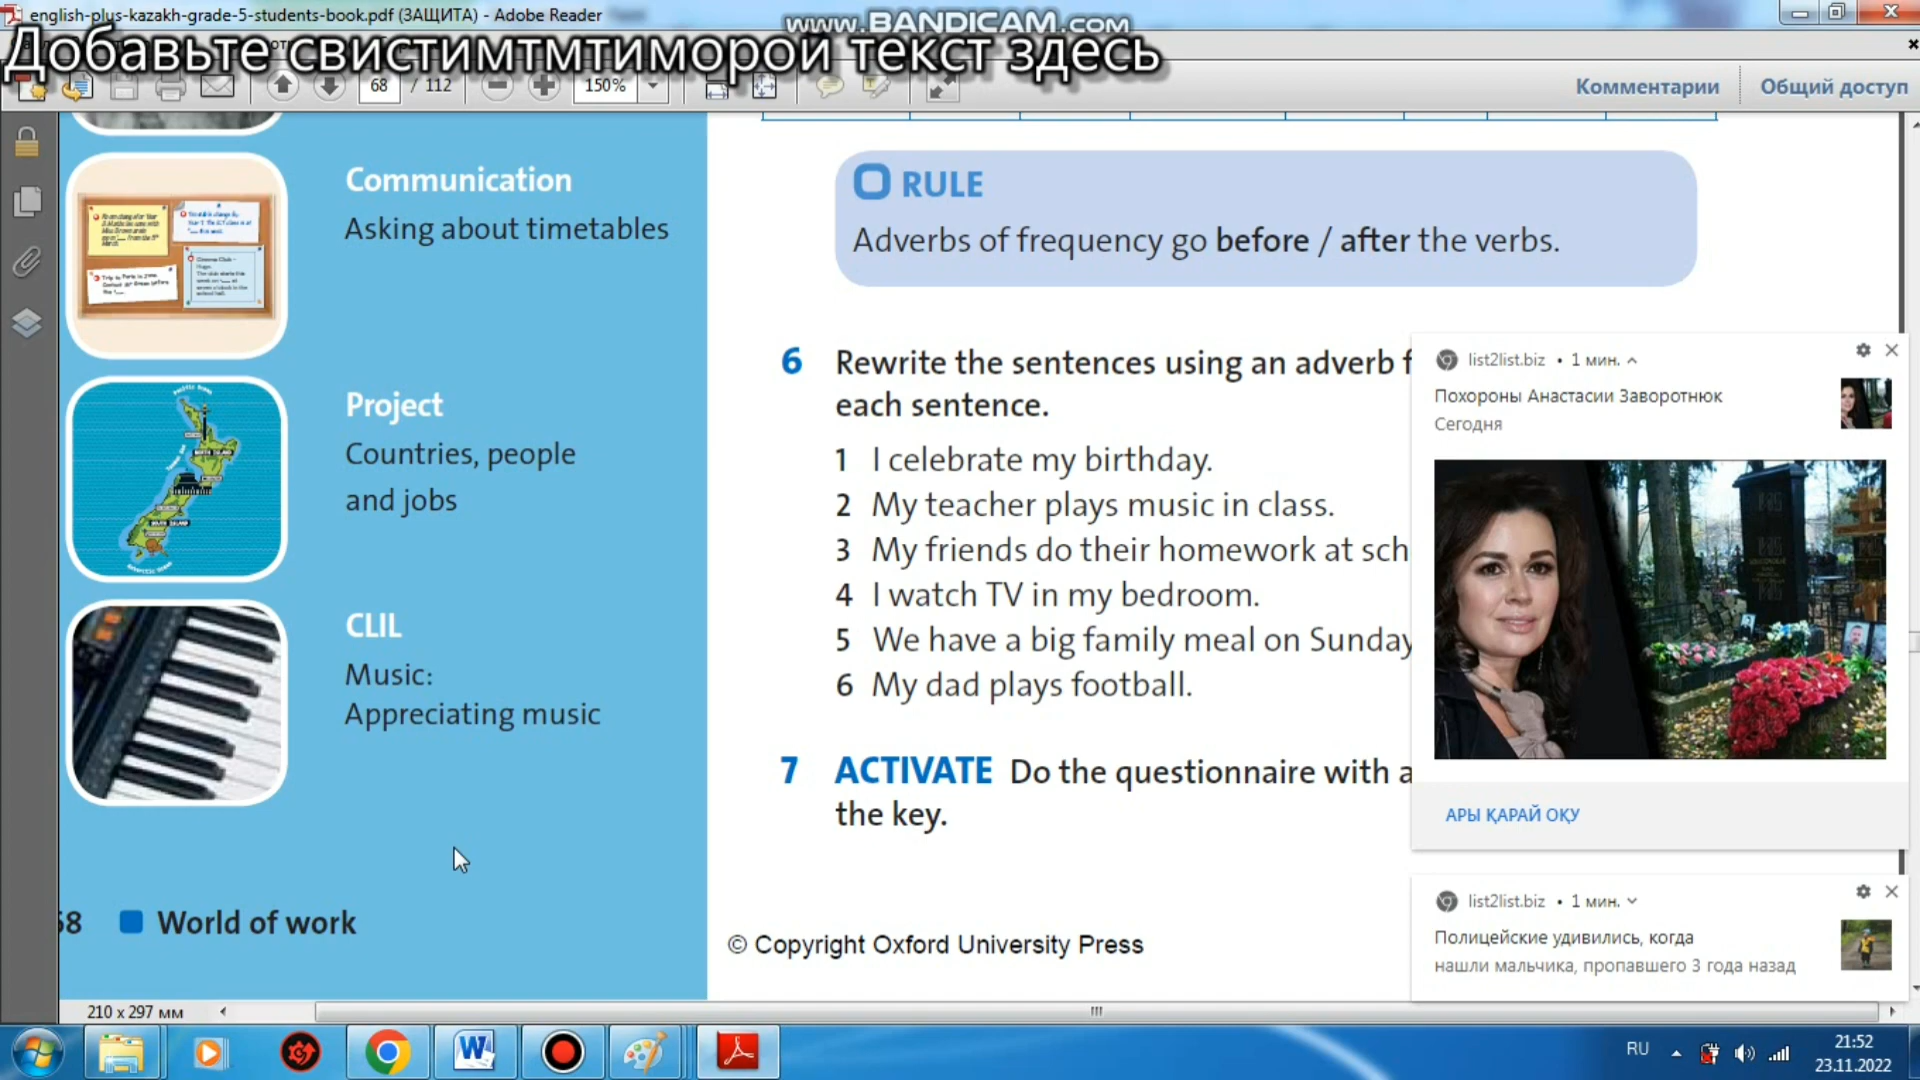 english-plus-kazakh-grade-5-students-book.pdf (ЗАЩИТА) - Adobe Reader
www.BANDICAM.com
Добавьте свистимтмтиморой текст здесь
68 / 112
150%
Комментарии
Общий доступ
Communication
Asking about timetables
Project
Countries, people
and jobs
CLIL
Music:
Appreciating music
68 World of work
RULE
Adverbs of frequency go before / after the verbs.
6 Rewrite the sentences using an adverb f
each sentence.
1 I celebrate my birthday.
2 My teacher plays music in class.
3 My friends do their homework at sch
4 I watch TV in my bedroom.
5 We have a big family meal on Sunday
6 My dad plays football.
7 ACTIVATE Do the questionnaire with a
the key.
© Copyright Oxford University Press
list2list.biz • 1 мин.
Похороны Анастасии Заворотнюк
Сегодня
АРЫ ҚАРАЙ ОҚУ
list2list.biz • 1 мин.
Полицейские удивились, когда
нашли мальчика, пропавшего 3 года назад
210 x 297 мм
RU
21:52
23.11.2022